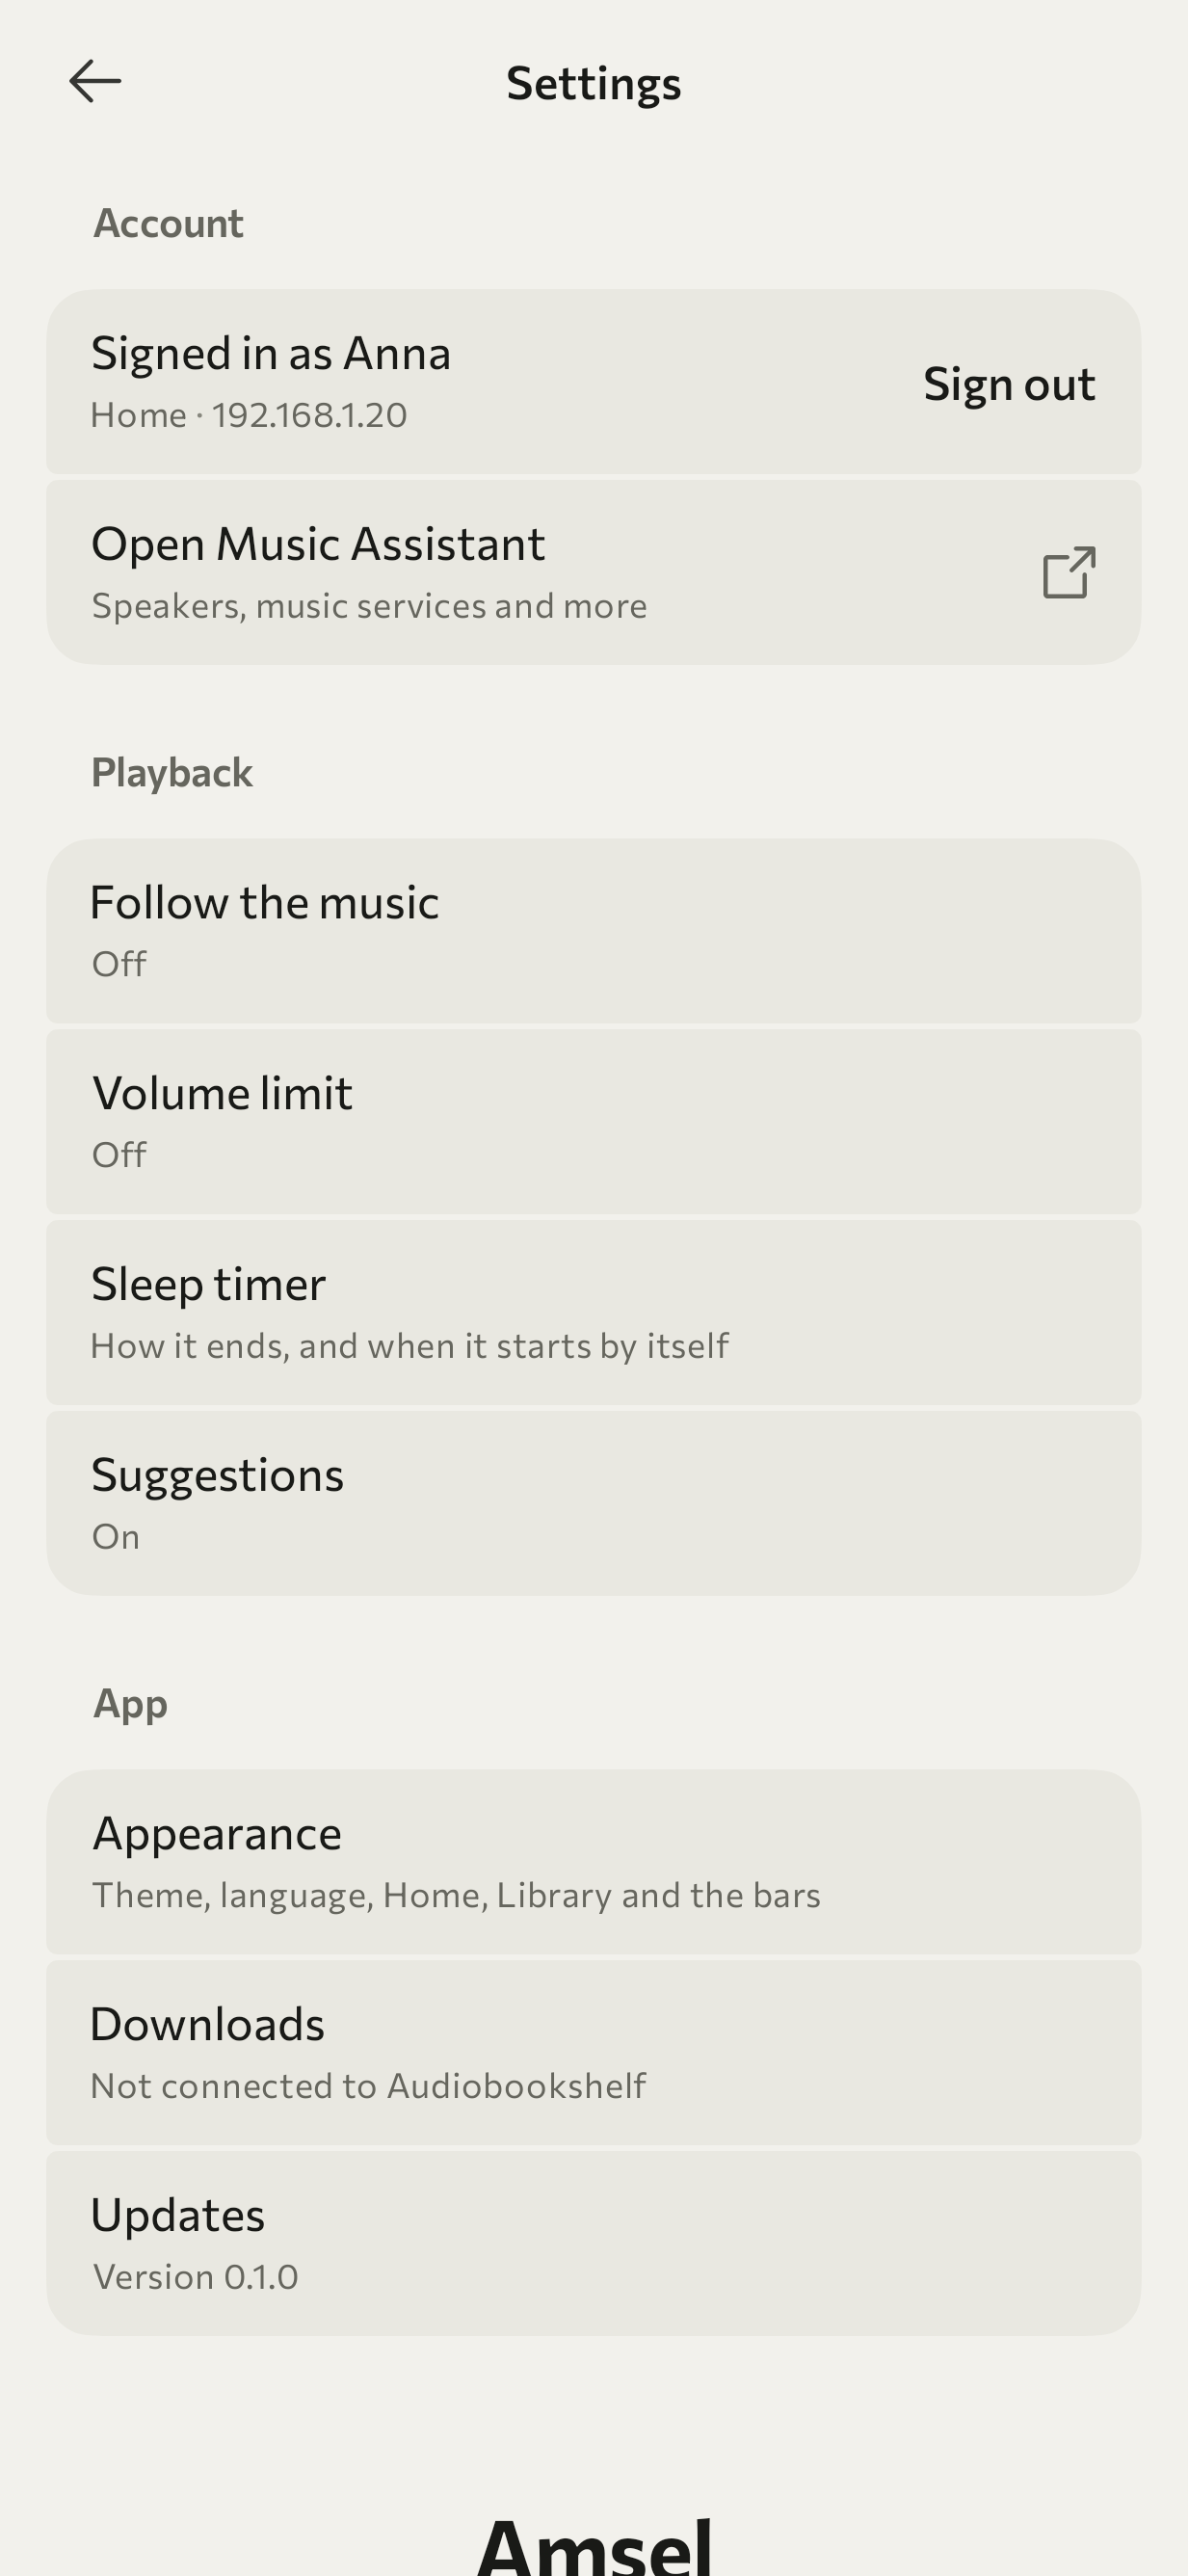 Settings
Account
Signed in as Anna
Home · 192.168.1.20
Sign out
Open Music Assistant
Speakers, music services and more
Playback
Follow the music
Off
Volume limit
Off
Sleep timer
How it ends, and when it starts by itself
Suggestions
On
App
Appearance
Theme, language, Home, Library and the bars
Downloads
Not connected to Audiobookshelf
Updates
Version 0.1.0
Amsel